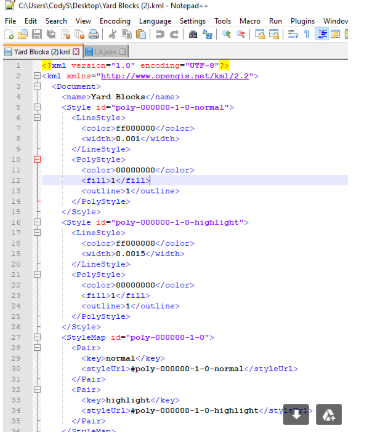 C:\Users\CodyS\Desktop\Yard Blocks (2).kml - Notepad++
File Edit Search View Encoding Language Settings Tools Macro Run Plugins Window
Yard Blocks (2).kml
1 <?xml version="1.0" encoding="UTF-8"?>
2 <kml xmlns="http://www.opengis.net/kml/2.2">
3 <Document>
4 <name>Yard Blocks</name>
5 <Style id="poly-000000-1-0-normal">
6 <LineStyle>
7 <color>ff000000</color>
8 <width>0.001</width>
9 </LineStyle>
10 <PolyStyle>
11 <color>00000000</color>
12 <fill>1</fill>
13 <outline>1</outline>
14 </PolyStyle>
15 </Style>
16 <Style id="poly-000000-1-0-highlight">
17 <LineStyle>
18 <color>ff000000</color>
19 <width>0.0015</width>
20 </LineStyle>
21 <PolyStyle>
22 <color>00000000</color>
23 <fill>1</fill>
24 <outline>1</outline>
25 </PolyStyle>
26 </Style>
27 <StyleMap id="poly-000000-1-0">
28 <Pair>
29 <key>normal</key>
30 <styleUrl>#poly-000000-1-0-normal</styleUrl>
31 </Pair>
32 <Pair>
33 <key>highlight</key>
34 <styleUrl>#poly-000000-1-0-highlight</styleUrl>
35 </Pair>
36 </StyleMap>